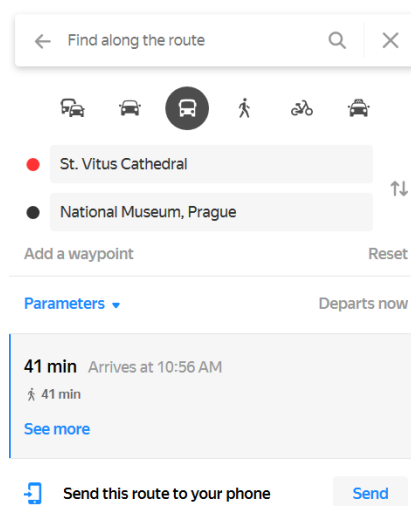 Find along the route
St. Vitus Cathedral
National Museum, Prague
Add a waypoint Reset
Parameters Departs now
41 min Arrives at 10:56 AM
41 min
See more
Send this route to your phone Send